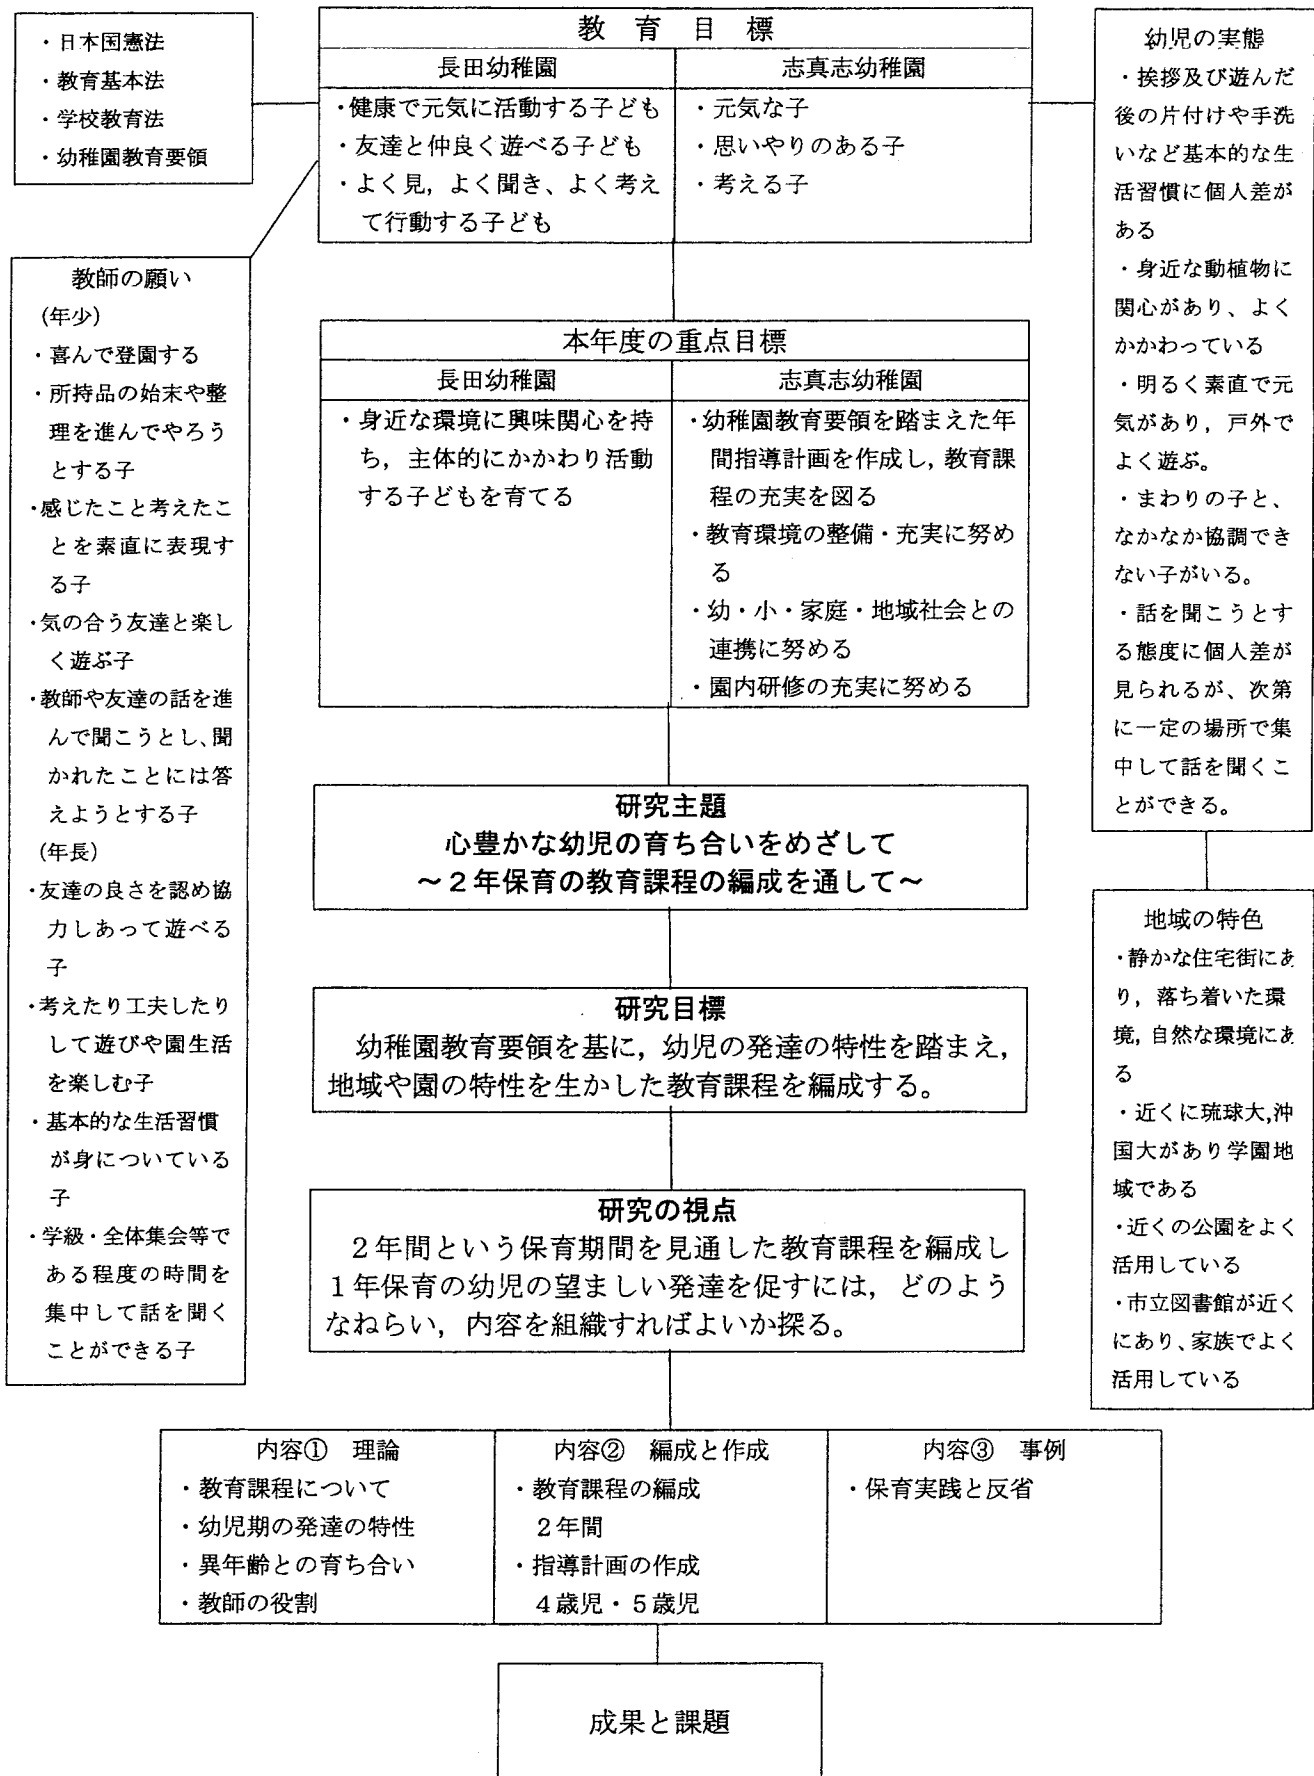 ・日本国憲法
・教育基本法
・学校教育法
・幼稚園教育要領
教　育　目　標
長田幼稚園
・健康で元気に活動する子ども
・友達と仲良く遊べる子ども
・よく見，よく聞き、よく考え
て行動する子ども
志真志幼稚園
・元気な子
・思いやりのある子
・考える子
幼児の実態
・挨拶及び遊んだ
後の片付けや手洗
いなど基本的な生
活習慣に個人差が
ある
・身近な動植物に
関心があり、よく
かかわっている
・明るく素直で元
気があり，戸外で
よく遊ぶ。
・まわりの子と、
なかなか協調でき
ない子がいる。
・話を聞こうとす
る態度に個人差が
見られるが、次第
に一定の場所で集
中して話を聞くこ
とができる。
教師の願い
(年少)
・喜んで登園する
・所持品の始末や整
理を進んでやろう
とする子
・感じたこと考えたこ
とを素直に表現す
る子
・気の合う友達と楽し
く遊ぶ子
・教師や友達の話を進
んで聞こうとし、聞
かれたことには答
えようとする子
(年長)
・友達の良さを認め協
力しあって遊べる
子
・考えたり工夫したり
して遊びや園生活
を楽しむ子
・基本的な生活習慣
が身についている
子
・学級・全体集会等で
ある程度の時間を
集中して話を聞く
ことができる子
本年度の重点目標
長田幼稚園
・身近な環境に興味関心を持
ち，主体的にかかわり活動
する子どもを育てる
志真志幼稚園
・幼稚園教育要領を踏まえた年
間指導計画を作成し，教育課
程の充実を図る
・教育環境の整備・充実に努め
る
・幼・小・家庭・地域社会との
連携に努める
・園内研修の充実に努める
研究主題
心豊かな幼児の育ち合いをめざして
～２年保育の教育課程の編成を通して～
研究目標
幼稚園教育要領を基に，幼児の発達の特性を踏まえ，
地域や園の特性を生かした教育課程を編成する。
研究の視点
２年間という保育期間を見通した教育課程を編成し
１年保育の幼児の望ましい発達を促すには，どのよう
なねらい，内容を組織すればよいか探る。
地域の特色
・静かな住宅街にあ
り，落ち着いた環
境，自然な環境にあ
る
・近くに琉球大,沖
国大があり学園地
域である
・近くの公園をよく
活用している
・市立図書館が近く
にあり、家族でよく
活用している
内容①　理論
・教育課程について
・幼児期の発達の特性
・異年齢との育ち合い
・教師の役割
内容②　編成と作成
・教育課程の編成
２年間
・指導計画の作成
４歳児・５歳児
内容③　事例
・保育実践と反省
成果と課題